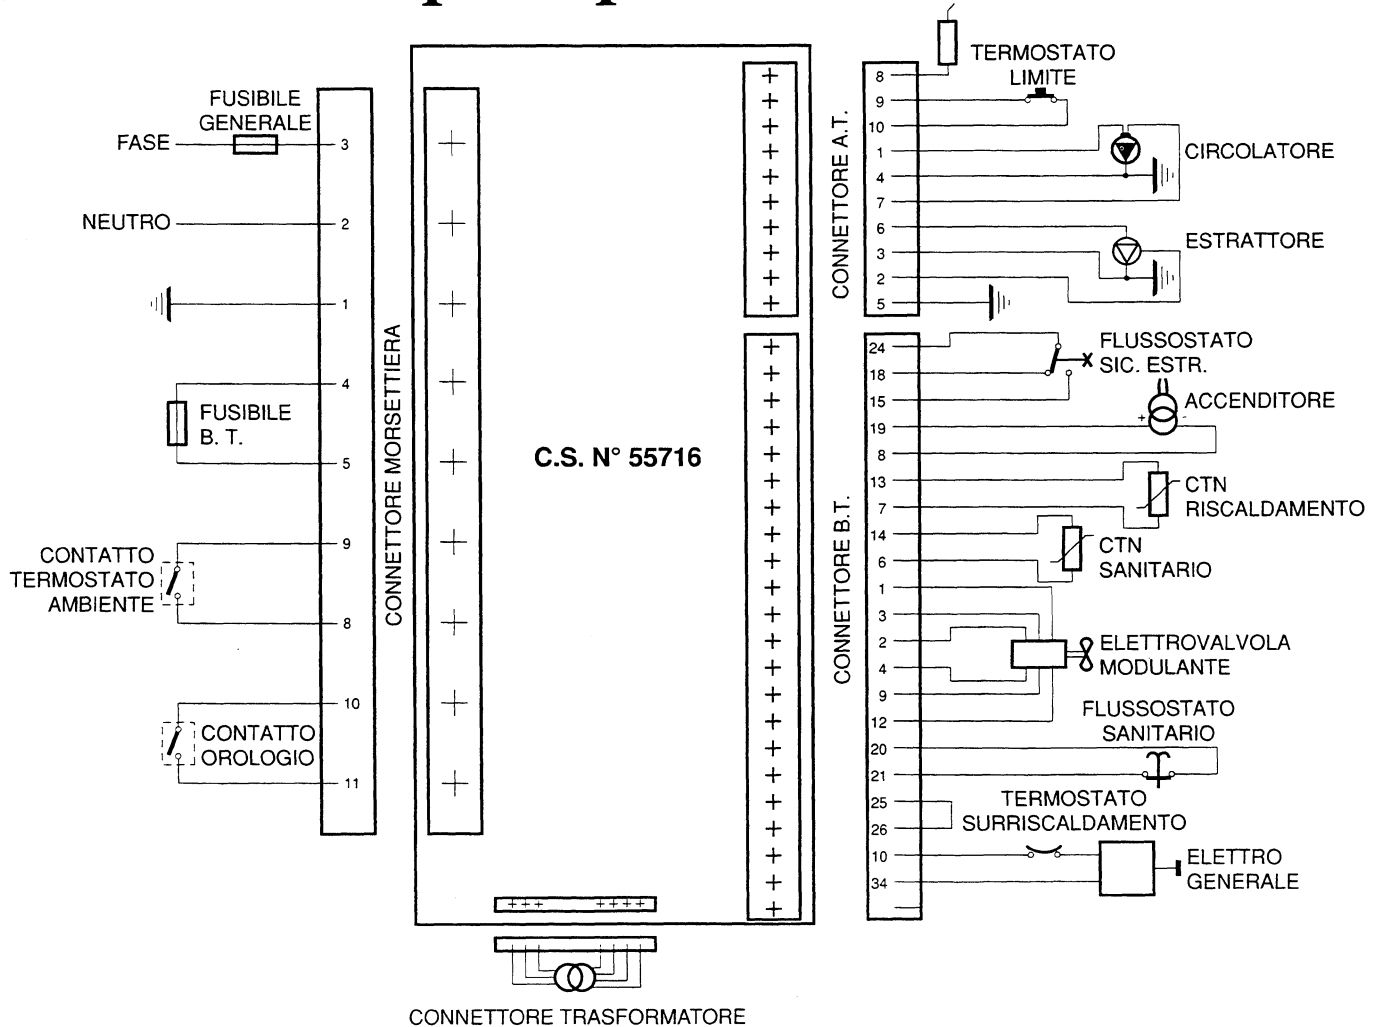 FUSIBILE
GENERALE
FASE
3
NEUTRO
2
1
4
FUSIBILE
B. T.
5
CONTATTO
TERMOSTATO
AMBIENTE
9
8
10
CONTATTO
OROLOGIO
11
CONNETTORE MORSETTIERA
C.S. N° 55716
CONNETTORE TRASFORMATORE
CONNETTORE A.T.
8
9
10
1
4
7
6
3
2
5
TERMOSTATO
LIMITE
CIRCOLATORE
ESTRATTORE
CONNETTORE B.T.
24
18
15
19
8
13
7
14
6
1
3
2
4
9
12
20
21
25
26
10
34
FLUSSOSTATO
SIC. ESTR.
ACCENDITORE
+ -
CTN
RISCALDAMENTO
CTN
SANITARIO
ELETTROVALVOLA
MODULANTE
FLUSSOSTATO
SANITARIO
TERMOSTATO
SURRISCALDAMENTO
ELETTRO
GENERALE